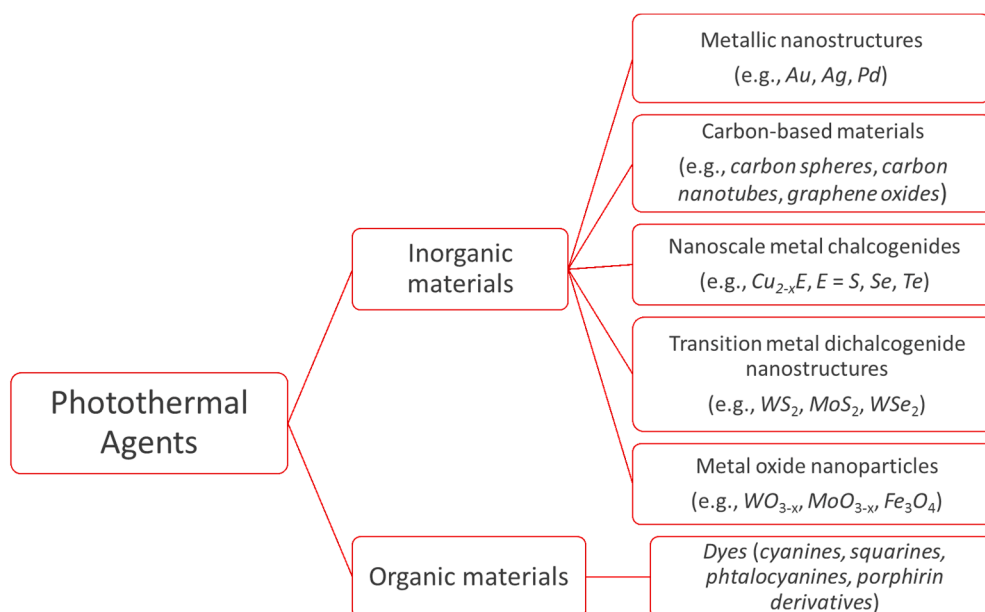 Photothermal
Agents
Inorganic
materials
Metallic nanostructures
(e.g., Au, Ag, Pd)
Carbon-based materials
(e.g., carbon spheres, carbon
nanotubes, graphene oxides)
Nanoscale metal chalcogenides
(e.g., Cu₂₋ₓE, E = S, Se, Te)
Transition metal dichalcogenide
nanostructures
(e.g., WS₂, MoS₂, WSe₂)
Metal oxide nanoparticles
(e.g., WO₃₋ₓ, MoO₃₋ₓ, Fe₃O₄)
Organic materials
Dyes (cyanines, squarines,
phtalocyanines, porphirin
derivatives)